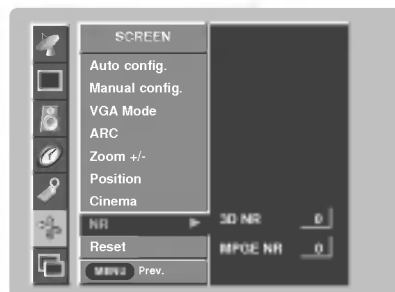 SCREEN
Auto config.
Manual config.
VGA Mode
ARC
Zoom +/-
Position
Cinema
NR
3D NR 0
MPGE NR 0
Reset
MENU Prev.